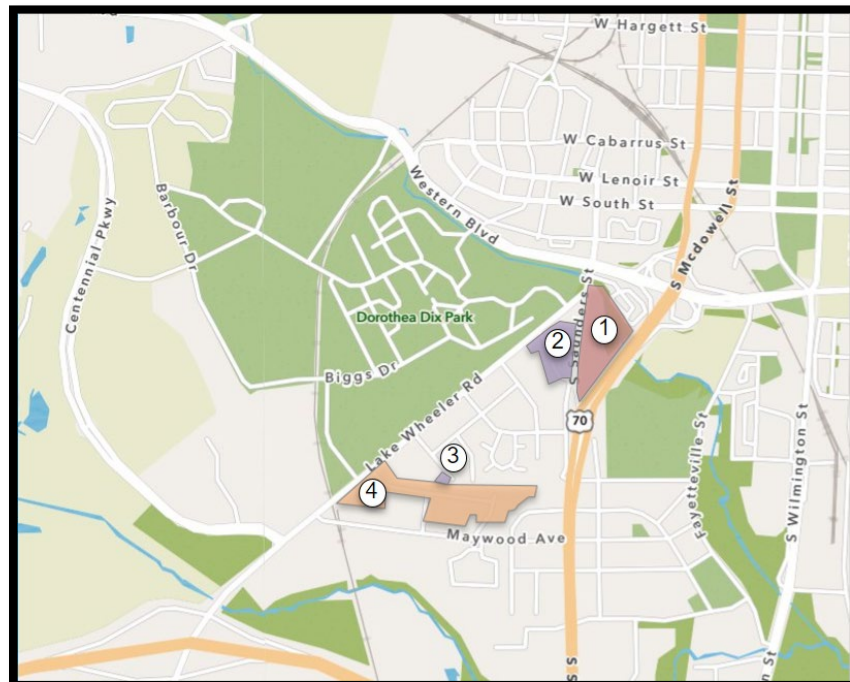 W Hargett St
W Cabarrus St
W Lenoir St
W South St
Western Blvd
S Mcdowell St
Barbour Dr
Centennial Pkwy
S Saunders St
Dorothea Dix Park
1
2
Biggs Dr
Lake Wheeler Rd
70
3
4
Fayetteville St
S Wilmington St
Maywood Ave
n St
S S